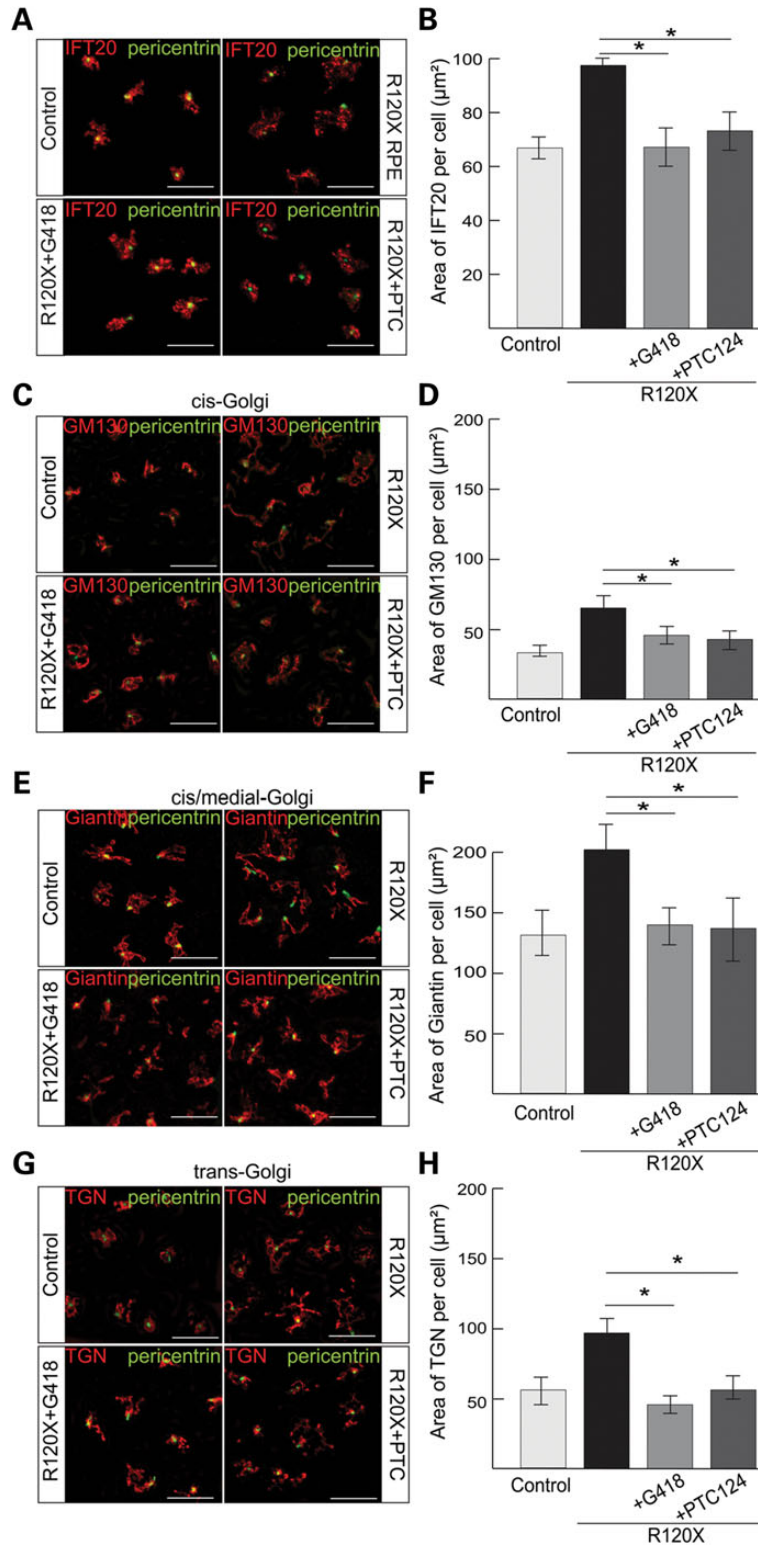 A
IFT20 pericentrin
IFT20 pericentrin
Control
R120X RPE
IFT20 pericentrin
IFT20 pericentrin
R120X+G418
R120X+PTC
B
Area of IFT20 per cell (µm²)
100
80
60
40
20
* *
Control
+G418
+PTC124
R120X
C
cis-Golgi
GM130 pericentrin
GM130 pericentrin
Control
R120X
GM130 pericentrin
GM130 pericentrin
R120X+G418
R120X+PTC
D
Area of GM130 per cell (µm²)
200
150
100
50
* *
Control
+G418
+PTC124
R120X
E
cis/medial-Golgi
Giantin pericentrin
Giantin pericentrin
Control
R120X
Giantin pericentrin
Giantin pericentrin
R120X+G418
R120X+PTC
F
Area of Giantin per cell (µm²)
200
150
100
50
* *
Control
+G418
+PTC124
R120X
G
trans-Golgi
TGN pericentrin
TGN pericentrin
Control
R120X
TGN pericentrin
TGN pericentrin
R120X+G418
R120X+PTC
H
Area of TGN per cell (µm²)
200
150
100
50
* *
Control
+G418
+PTC124
R120X